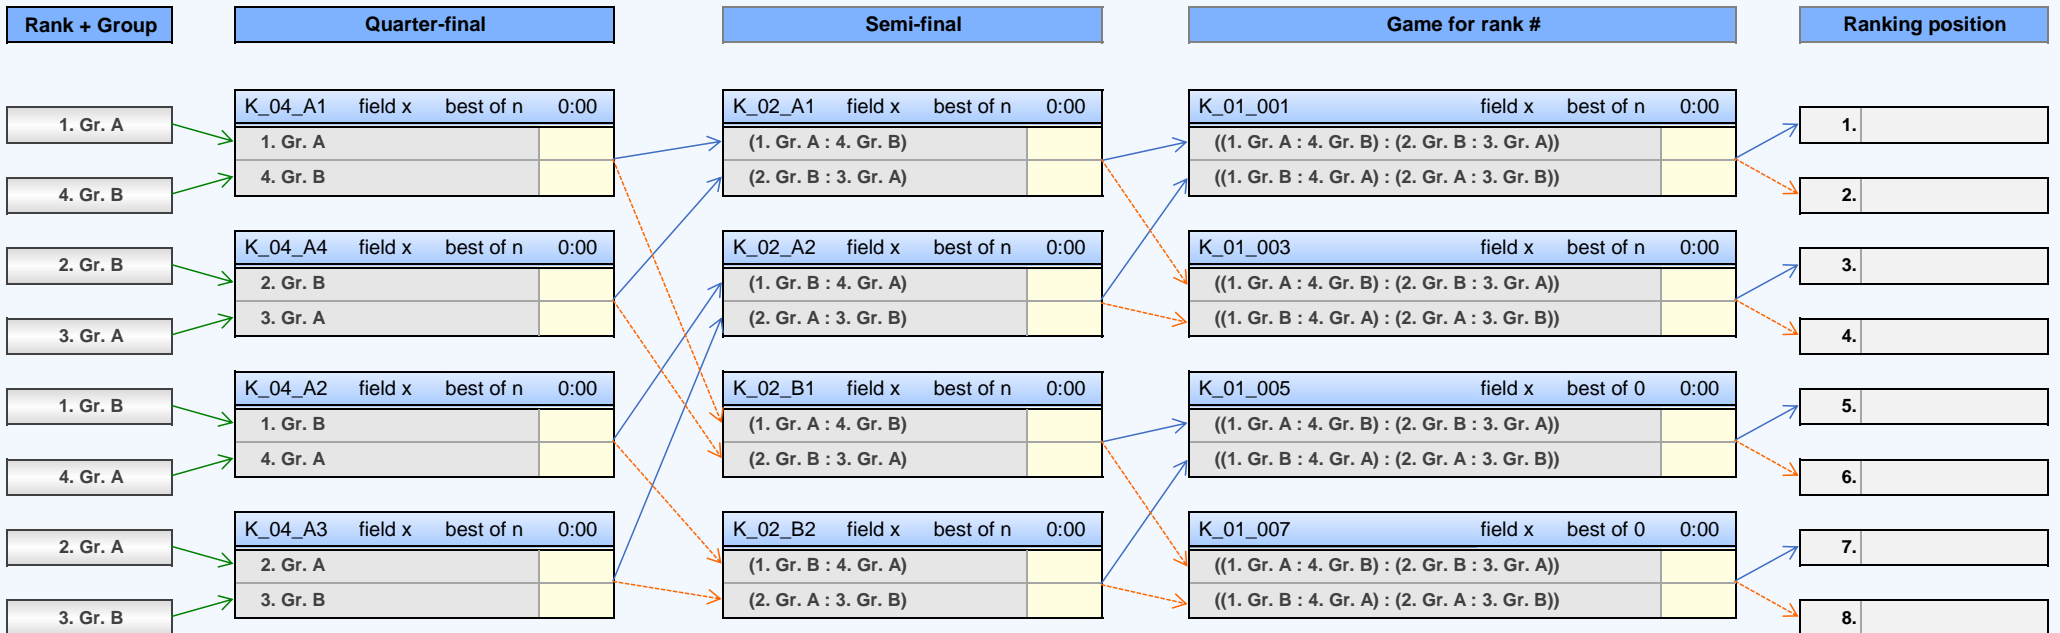 Rank + Group Quarter-final Semi-final Game for rank # Ranking position
K_04_A1 field x best of n 0:00 K_02_A1 field x best of n 0:00 K_01_001 field x best of n 0:00
1. Gr. A 1.
1. Gr. A (1. Gr. A : 4. Gr. B) ((1. Gr. A : 4. Gr. B) : (2. Gr. B : 3. Gr. A))
4. Gr. B (2. Gr. B : 3. Gr. A) ((1. Gr. B : 4. Gr. A) : (2. Gr. A : 3. Gr. B))
4. Gr. B 2.
K_04_A4 field x best of n 0:00 K_02_A2 field x best of n 0:00 K_01_003 field x best of n 0:00
2. Gr. B 3.
2. Gr. B (1. Gr. B : 4. Gr. A) ((1. Gr. A : 4. Gr. B) : (2. Gr. B : 3. Gr. A))
3. Gr. A (2. Gr. A : 3. Gr. B) ((1. Gr. B : 4. Gr. A) : (2. Gr. A : 3. Gr. B))
3. Gr. A 4.
K_04_A2 field x best of n 0:00 K_02_B1 field x best of n 0:00 K_01_005 field x best of 0 0:00
1. Gr. B 5.
1. Gr. B (1. Gr. A : 4. Gr. B) ((1. Gr. A : 4. Gr. B) : (2. Gr. B : 3. Gr. A))
4. Gr. A (2. Gr. B : 3. Gr. A) ((1. Gr. B : 4. Gr. A) : (2. Gr. A : 3. Gr. B))
4. Gr. A 6.
K_04_A3 field x best of n 0:00 K_02_B2 field x best of n 0:00 K_01_007 field x best of 0 0:00
2. Gr. A 7.
2. Gr. A (1. Gr. B : 4. Gr. A) ((1. Gr. A : 4. Gr. B) : (2. Gr. B : 3. Gr. A))
3. Gr. B (2. Gr. A : 3. Gr. B) ((1. Gr. B : 4. Gr. A) : (2. Gr. A : 3. Gr. B))
3. Gr. B 8.